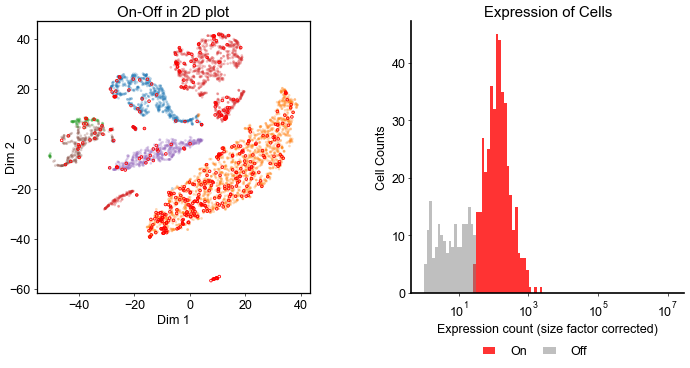 On-Off in 2D plot
40
20
0
−20
−40
−60
Dim 2
−40
−20
0
20
40
Dim 1
Expression of Cells
40
30
20
10
0
Cell Counts
10^1
10^3
10^5
10^7
Expression count (size factor corrected)
On
Off